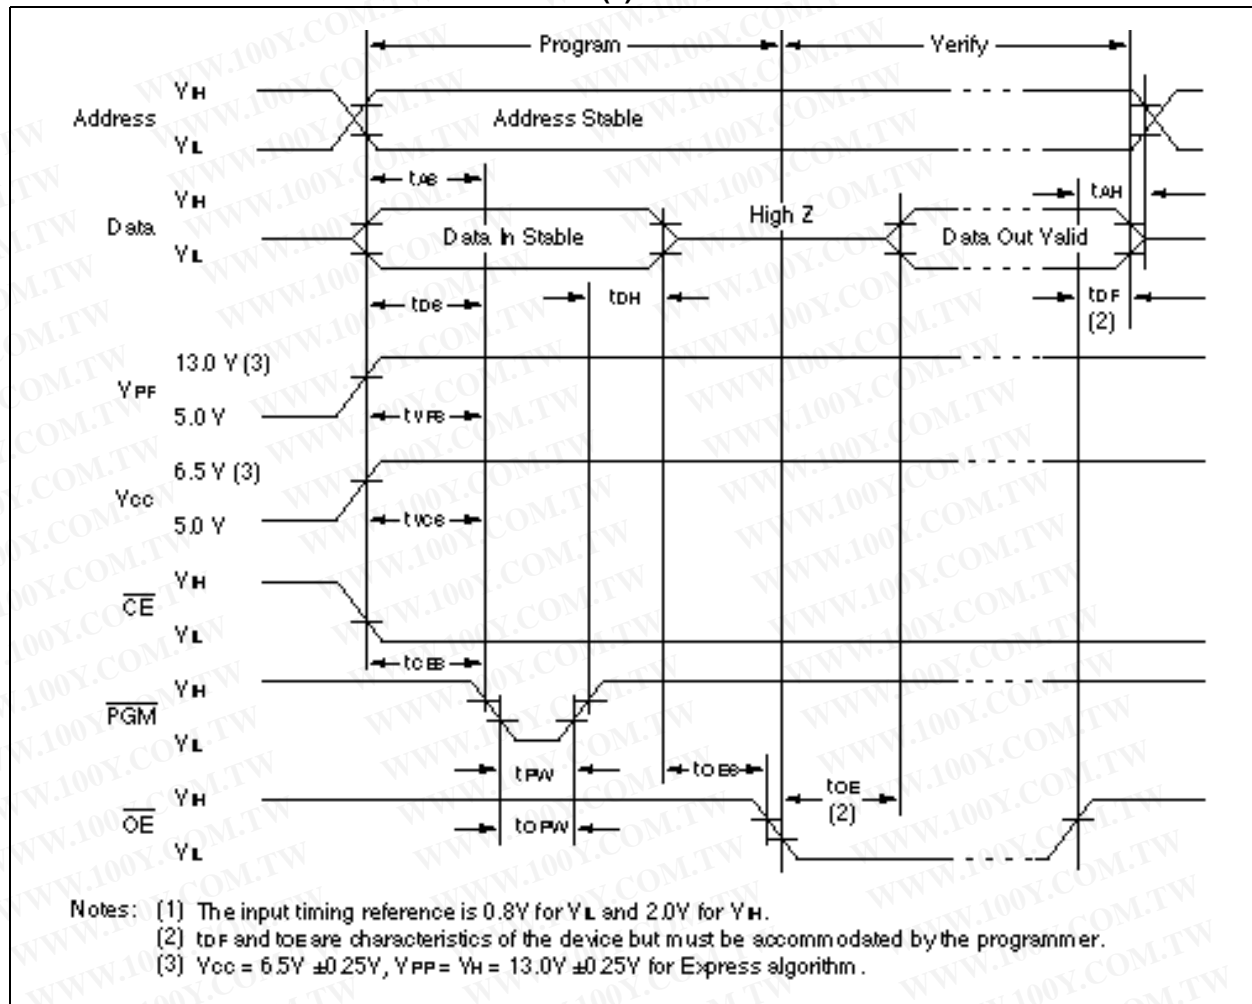 Program
Verify
Address
VIH
VIL
Address Stable
tAS
tAH
Data
VIH
VIL
Data In Stable
High Z
Data Out Valid
tDS
tDH
tDF
(2)
VPP
13.0 V (3)
5.0 V
tVPS
VCC
6.5 V (3)
5.0 V
tVCS
CE
VIH
VIL
tCES
PGM
VIH
VIL
tPW
tOPW
tOES
tOE
(2)
OE
VIH
VIL
Notes: (1) The input timing reference is 0.8V for VIL and 2.0V for VIH.
(2) tDF and tOE are characteristics of the device but must be accommodated by the programmer.
(3) VCC = 6.5V ±0.25V, VPP = VH = 13.0V ±0.25V for Express algorithm.
WWW.100Y.COM.TW